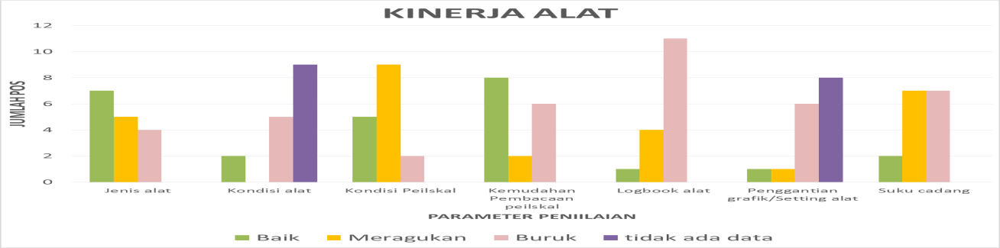 KINERJA ALAT
12
10
8
6
4
2
0
JUMLAH POS
Jenis alat
Kondisi alat
Kondisi Peilskal
Kemudahan
Pembacaan
peilskal
Logbook alat
Penggantian
grafik/Setting alat
Suku cadang
PARAMETER PENIILAIAN
Baik
Meragukan
Buruk
tidak ada data